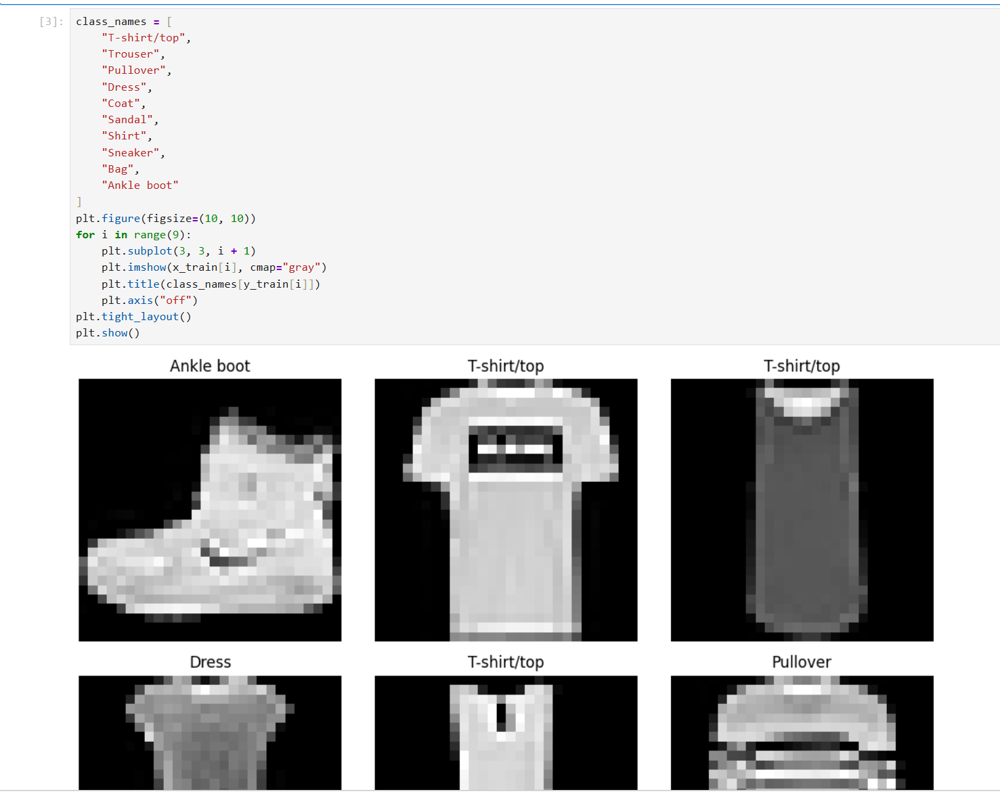 [3]:
class_names = [
    "T-shirt/top",
    "Trouser",
    "Pullover",
    "Dress",
    "Coat",
    "Sandal",
    "Shirt",
    "Sneaker",
    "Bag",
    "Ankle boot"
]
plt.figure(figsize=(10, 10))
for i in range(9):
    plt.subplot(3, 3, i + 1)
    plt.imshow(x_train[i], cmap="gray")
    plt.title(class_names[y_train[i]])
    plt.axis("off")
plt.tight_layout()
plt.show()
Ankle boot
T-shirt/top
T-shirt/top
Dress
T-shirt/top
Pullover